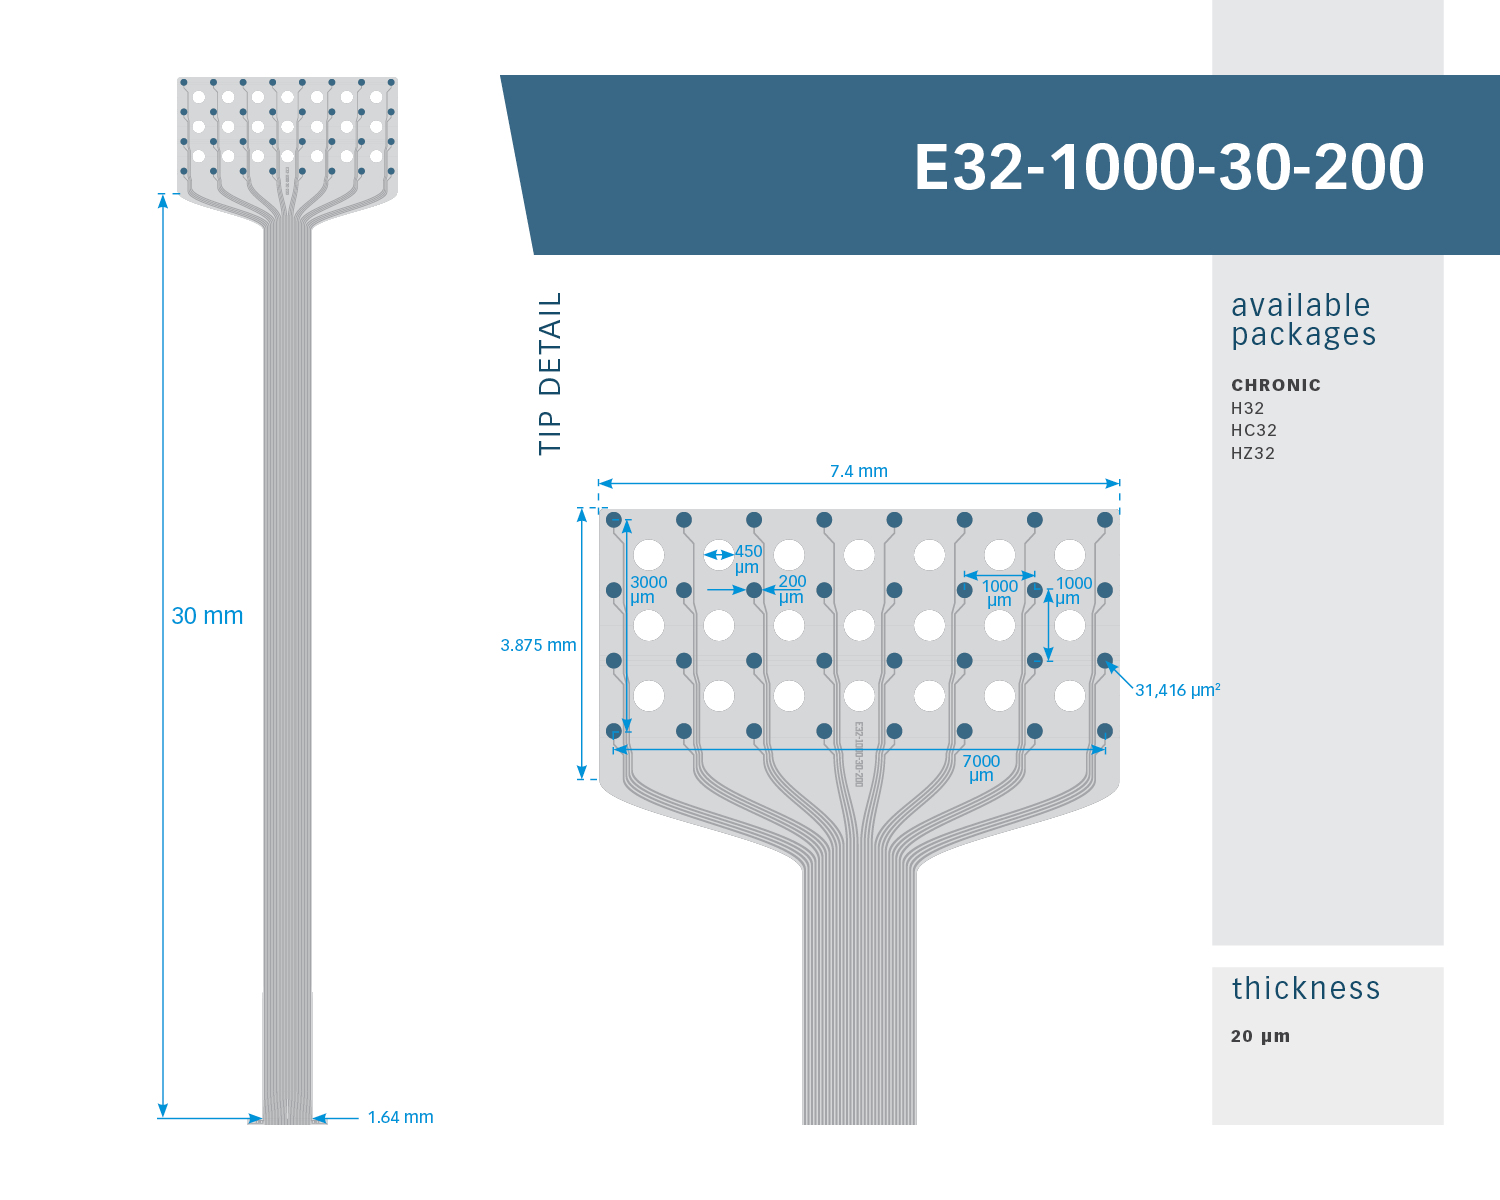 E32-1000-30-200
available
packages
CHRONIC
H32
HC32
HZ32
TIP DETAIL
7.4 mm
450
µm
3000
µm
200
µm
1000
µm
1000
µm
30 mm
3.875 mm
31,416 µm²
E32-1000-30-200
7000
µm
thickness
20 µm
1.64 mm